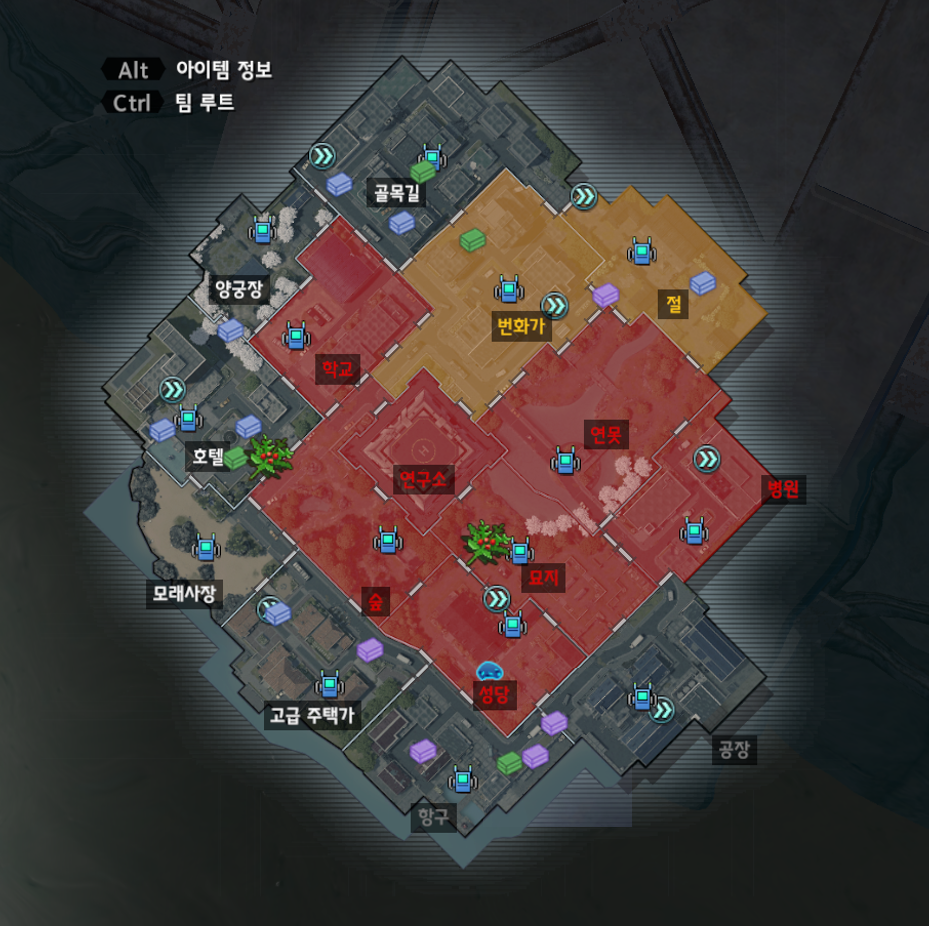 Alt 아이템 정보
Ctrl 팀 루트
골목길
양궁장
절
번화가
학교
연못
호텔
연구소
병원
묘지
모래사장
숲
성당
고급 주택가
공장
항구